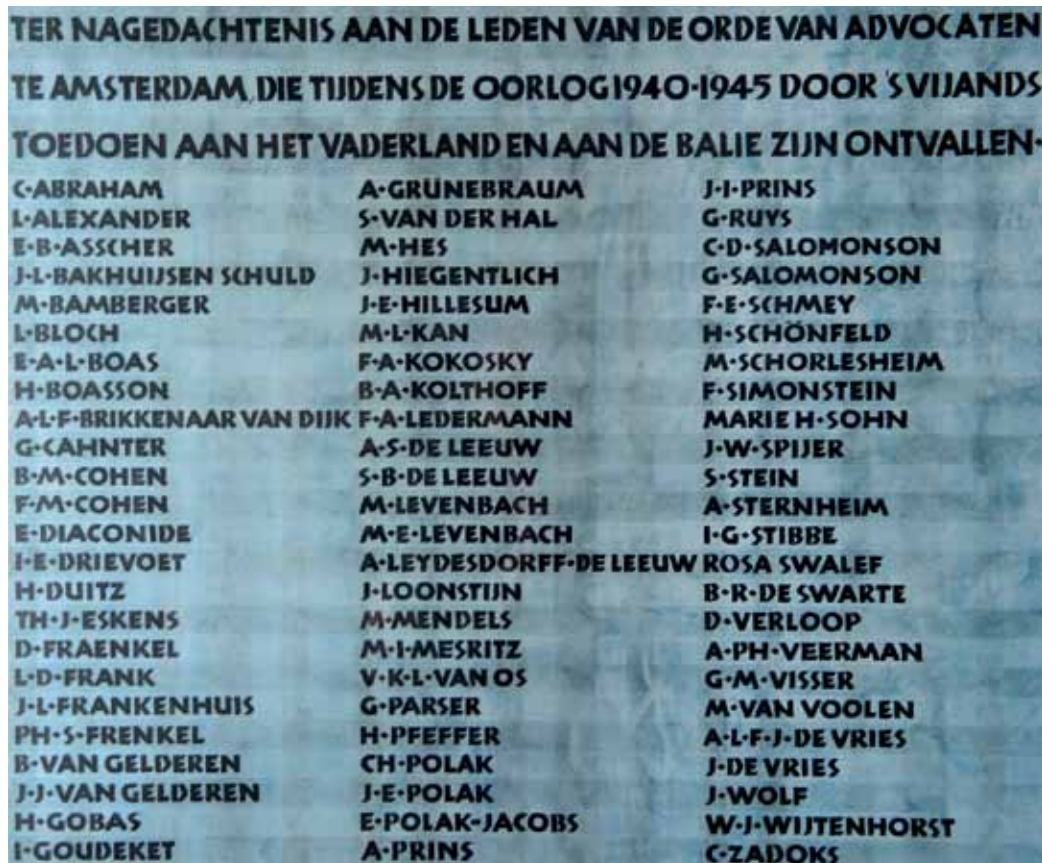 TER NAGEDACHTENIS AAN DE LEDEN VAN DE ORDE VAN ADVOCATEN
TE AMSTERDAM, DIE TIJDENS DE OORLOG 1940-1945 DOOR 'S VIJANDS
TOEDOEN AAN HET VADERLAND EN AAN DE BALIE ZIJN ONTVALLEN·
C·ABRAHAM
L·ALEXANDER
E·B·ASSCHER
J·L·BAKHUIJSEN SCHULD
M·BAMBERGER
L·BLOCH
E·A·L·BOAS
H·BOASSON
A·L·F·BRIKKENAAR VAN DIJK
G·CAHNTER
B·M·COHEN
F·M·COHEN
E·DIACONIDE
I·E·DRIEVOET
H·DUITZ
TH·J·ESKENS
D·FRAENKEL
L·D·FRANK
J·L·FRANKENHUIS
PH·S·FRENKEL
B·VAN GELDEREN
J·J·VAN GELDEREN
H·GOBAS
I·GOUDEKET
A·GRÜNEBRAUM
S·VAN DER HAL
M·HES
J·HIEGENTLICH
J·E·HILLESUM
M·L·KAN
F·A·KOKOSKY
B·A·KOLTHOFF
F·A·LEDERMANN
A·S·DE LEEUW
S·B·DE LEEUW
M·LEVENBACH
M·E·LEVENBACH
A·LEYDESDORFF·DE LEEUW
J·LOONSTIJN
M·MENDELS
M·I·MESRITZ
V·K·L·VAN OS
G·PARSER
H·PFEFFER
CH·POLAK
J·E·POLAK
E·POLAK-JACOBS
A·PRINS
J·I·PRINS
G·RUYS
C·D·SALOMONSON
G·SALOMONSON
F·E·SCHMEY
H·SCHÖNFELD
M·SCHORLESHEIM
F·SIMONSTEIN
MARIE H·SOHN
J·W·SPIJER
S·STEIN
A·STERNHEIM
I·G·STIBBE
ROSA SWALEF
B·R·DE SWARTE
D·VERLOOP
A·PH·VEERMAN
G·M·VISSER
M·VAN VOOLEN
A·L·F·J·DE VRIES
J·DE VRIES
J·WOLF
W·J·WIJTENHORST
C·ZADOKS